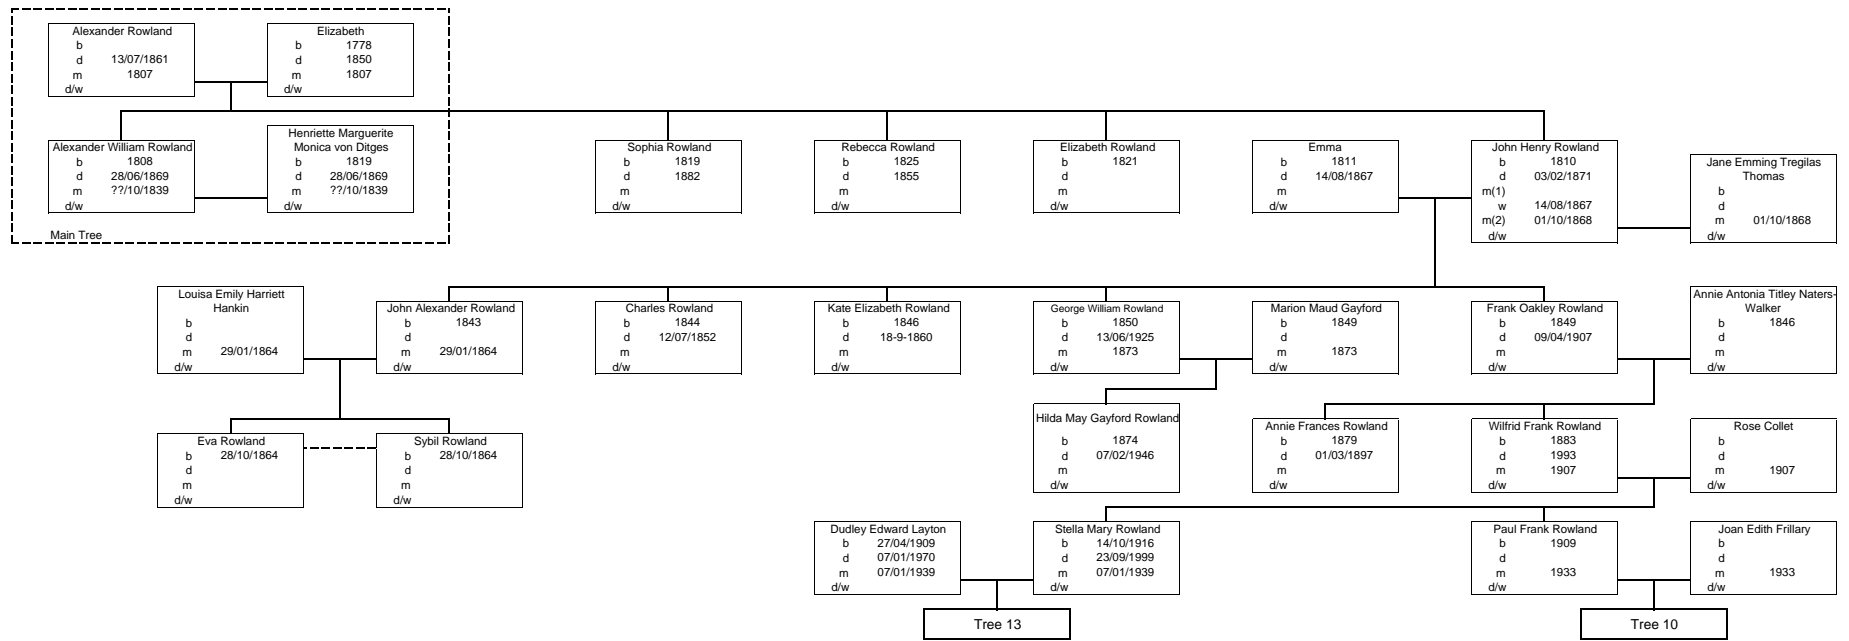 Alexander Rowland
b
d 13/07/1861
m 1807
d/w
Elizabeth
b 1778
d 1850
m 1807
d/w
Alexander William Rowland
b 1808
d 28/06/1869
m ??/10/1839
d/w
Henriette Marguerite
Monica von Ditges
b 1819
d 28/06/1869
m ??/10/1839
d/w
Main Tree
Sophia Rowland
b 1819
d 1882
m
d/w
Rebecca Rowland
b 1825
d 1855
m
d/w
Elizabeth Rowland
b 1821
d
m
d/w
Emma
b 1811
d 14/08/1867
m
d/w
John Henry Rowland
b 1810
d 03/02/1871
m(1)
w 14/08/1867
m(2) 01/10/1868
d/w
Jane Emming Tregilas
Thomas
b
d
m 01/10/1868
d/w
Louisa Emily Harriett
Hankin
b
d
m 29/01/1864
d/w
John Alexander Rowland
b 1843
d
m 29/01/1864
d/w
Charles Rowland
b 1844
d 12/07/1852
m
d/w
Kate Elizabeth Rowland
b 1846
d 18-9-1860
m
d/w
George William Rowland
b 1850
d 13/06/1925
m 1873
d/w
Marion Maud Gayford
b 1849
d
m 1873
d/w
Frank Oakley Rowland
b 1849
d 09/04/1907
m
d/w
Annie Antonia Titley Naters-
Walker
b 1846
d
m
d/w
Eva Rowland
b 28/10/1864
d
m
d/w
Sybil Rowland
b 28/10/1864
d
m
d/w
Hilda May Gayford Rowland
b 1874
d 07/02/1946
m
d/w
Annie Frances Rowland
b 1879
d 01/03/1897
m
d/w
Wilfrid Frank Rowland
b 1883
d 1993
m 1907
d/w
Rose Collet
b
d
m 1907
d/w
Dudley Edward Layton
b 27/04/1909
d 07/01/1970
m 07/01/1939
d/w
Stella Mary Rowland
b 14/10/1916
d 23/09/1999
m 07/01/1939
d/w
Paul Frank Rowland
b 1909
d
m 1933
d/w
Joan Edith Frillary
b
d
m 1933
d/w
Tree 13
Tree 10